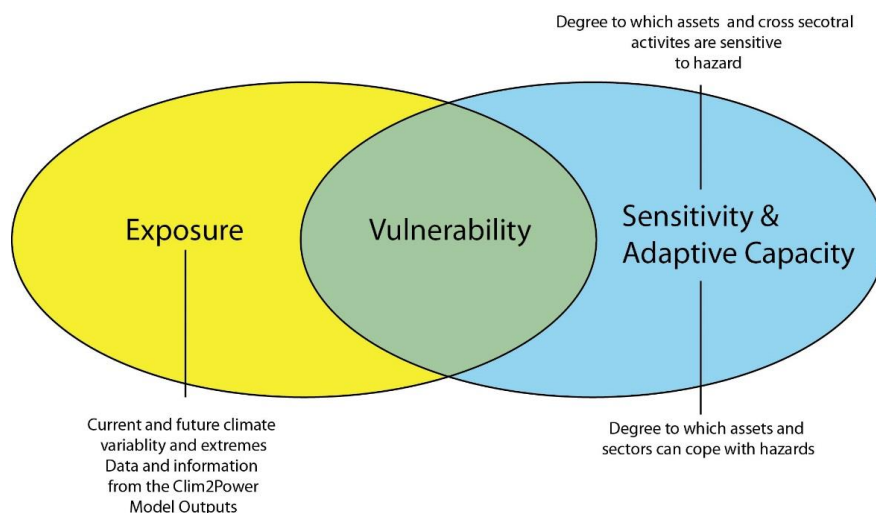 Degree to which assets and cross secotral
activites are sensitive
to hazard
Exposure
Vulnerability
Sensitivity &
Adaptive Capacity
Current and future climate
variablity and extremes
Data and information
from the Clim2Power
Model Outputs
Degree to which assets and
sectors can cope with hazards